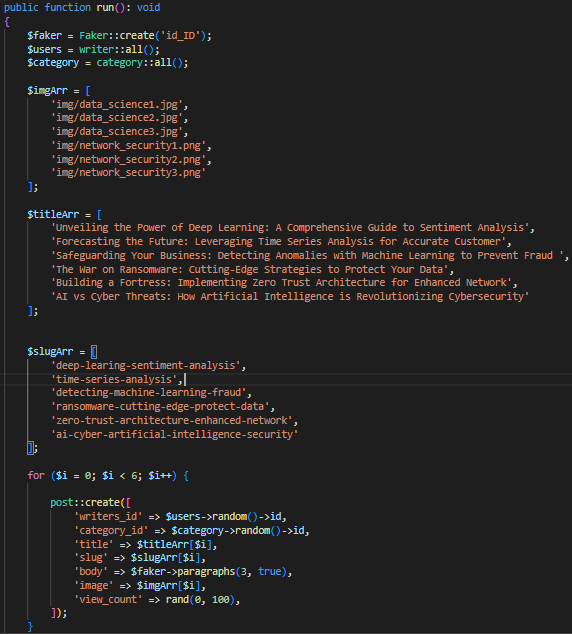 public function run(): void
{
    $faker = Faker::create('id_ID');
    $users = writer::all();
    $category = category::all();

    $imgArr = [
        'img/data_science1.jpg',
        'img/data_science2.jpg',
        'img/data_science3.jpg',
        'img/network_security1.png',
        'img/network_security2.png',
        'img/network_security3.png'
    ];

    $titleArr = [
        'Unveiling the Power of Deep Learning: A Comprehensive Guide to Sentiment Analysis',
        'Forecasting the Future: Leveraging Time Series Analysis for Accurate Customer',
        'Safeguarding Your Business: Detecting Anomalies with Machine Learning to Prevent Fraud ',
        'The War on Ransomware: Cutting-Edge Strategies to Protect Your Data',
        'Building a Fortress: Implementing Zero Trust Architecture for Enhanced Network',
        'AI vs Cyber Threats: How Artificial Intelligence is Revolutionizing Cybersecurity'
    ];

    $slugArr = [
        'deep-learing-sentiment-analysis',
        'time-series-analysis',
        'detecting-machine-learning-fraud',
        'ransomware-cutting-edge-protect-data',
        'zero-trust-architecture-enhanced-network',
        'ai-cyber-artificial-intelligence-security'
    ];

    for ($i = 0; $i < 6; $i++) {

        post::create([
            'writers_id' => $users->random()->id,
            'category_id' => $category->random()->id,
            'title' => $titleArr[$i],
            'slug' => $slugArr[$i],
            'body' => $faker->paragraphs(3, true),
            'image' => $imgArr[$i],
            'view_count' => rand(0, 100),
        ]);
    }